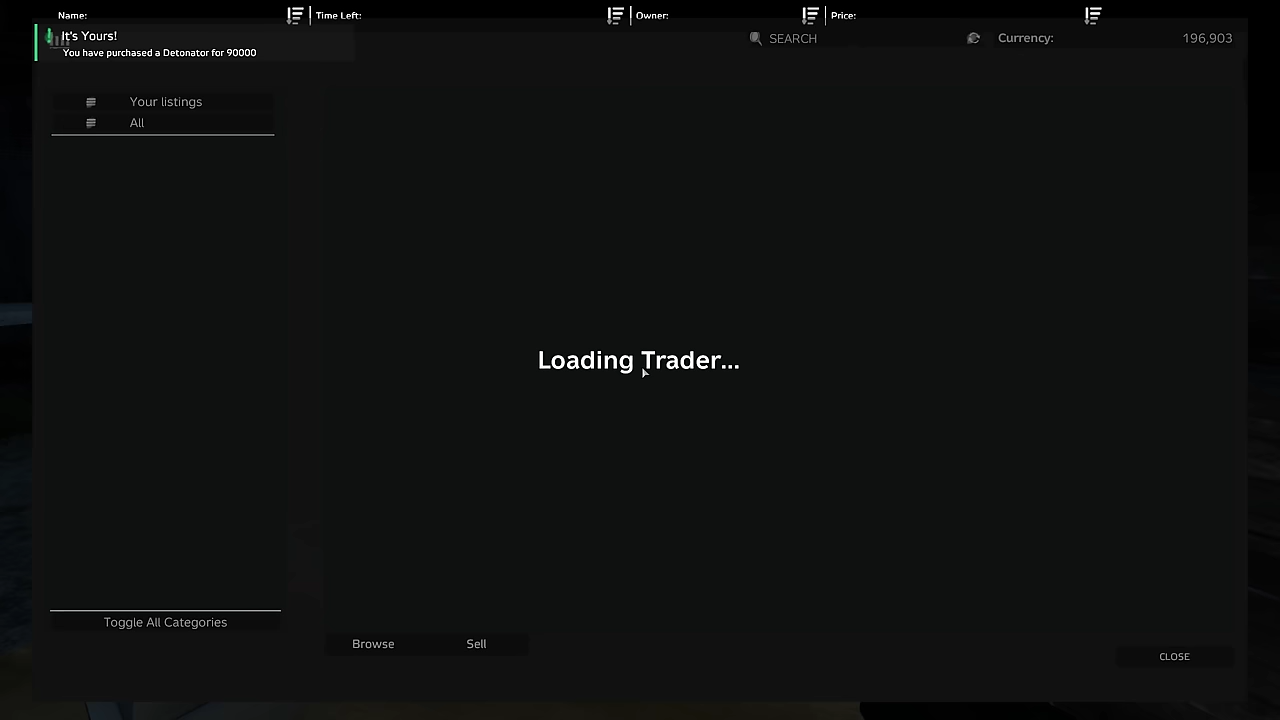 Name:
Time Left:
Owner:
Price:
It's Yours!
You have purchased a Detonator for 90000
SEARCH
Currency:
196,903
Your listings
All
Loading Trader...
Toggle All Categories
Browse
Sell
CLOSE